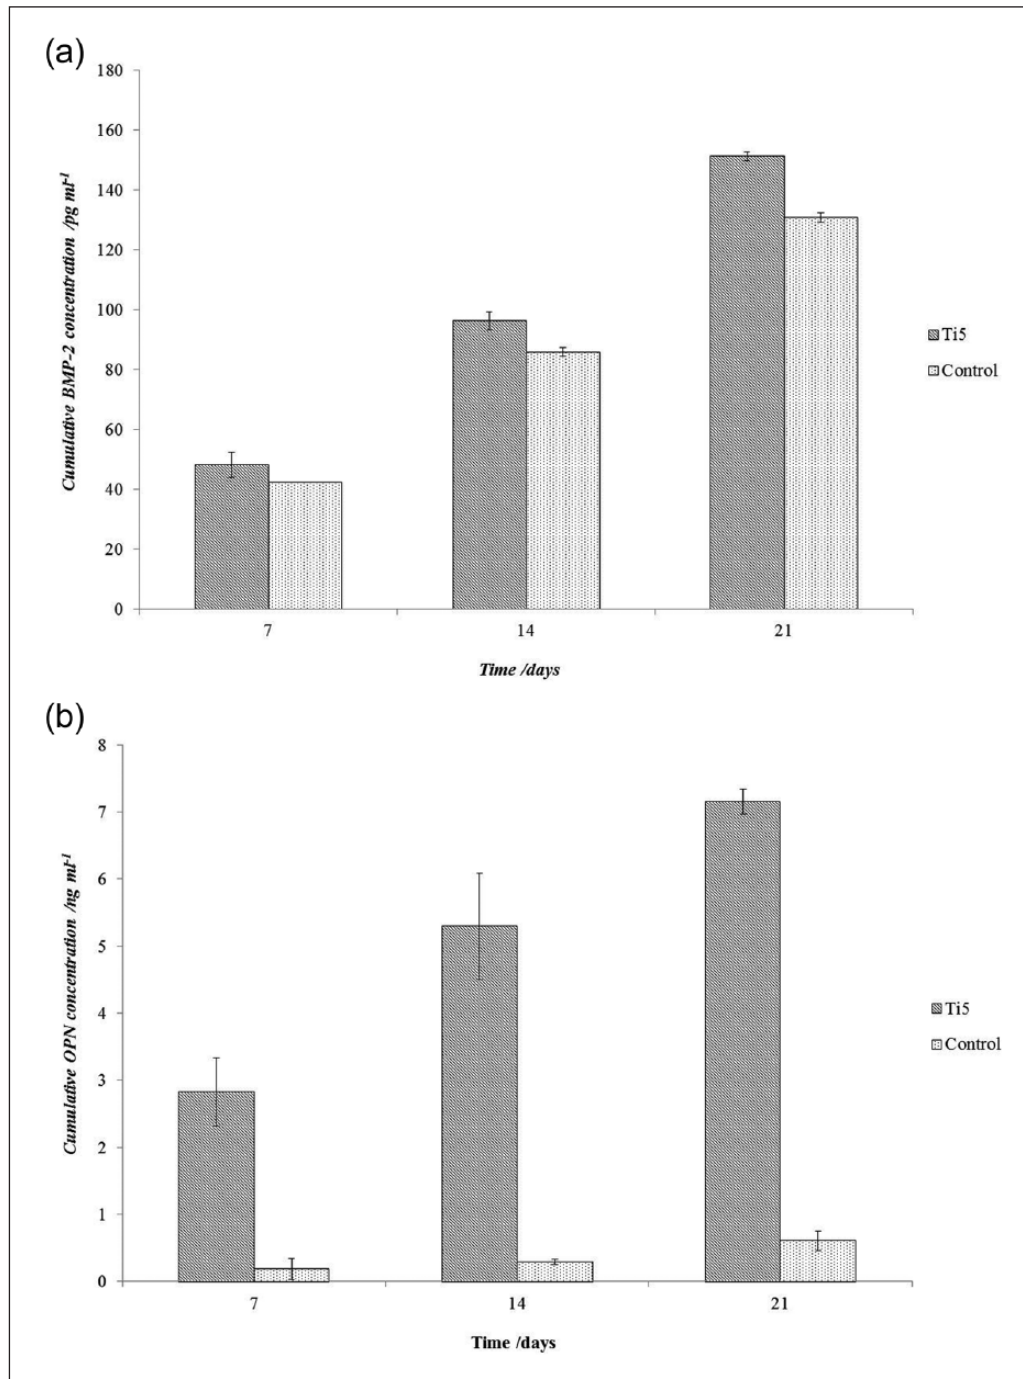 (a)
180
160
140
120
100
80
60
40
20
0
Cumulative BMP-2 concentration /pg ml-1
7 14 21
Time /days
Ti5
Control
(b)
8
7
6
5
4
3
2
1
0
Cumulative OPN concentration /ng ml-1
7 14 21
Time /days
Ti5
Control